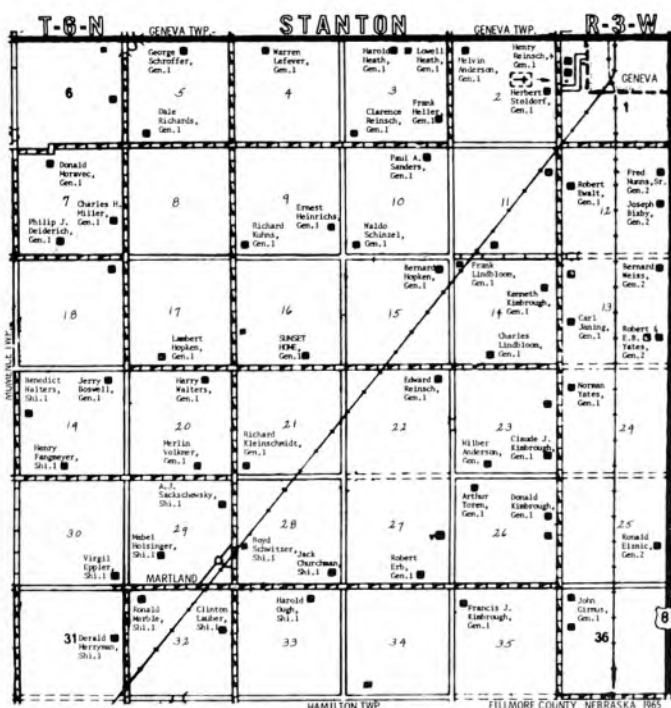 T-6-N STANTON R-3-W
GENEVA TWP. GENEVA TWP.
6
George
Schroffer,
Gen.1
5
Dale
Richards,
Gen.1
Warren
Lafever,
Gen.1
4
Harold
Heath,
Gen.1
Lowell
Heath,
Gen.1
3
Clarence
Reinsch,
Gen.1
Frank
Heller,
Gen.1
Melvin
Anderson,
Gen.1
2
Henry
Reinsch,
Gen.1
Herbert
Steldorf,
Gen.1
GENEVA
1
Donald
Moravec,
Gen.1
7
Charles H.
Miller,
Gen.1
Philip J.
Deiderich,
Gen.1
8
9
Ernest
Heinrichs,
Gen.1
Richard
Kuhns,
Gen.1
Paul A.
Sanders,
Gen.1
10
Waldo
Schinzel,
Gen.1
11
Robert
Ewalt,
Gen.1
Fred
Nunns, Sr.
Gen.2
12
Joseph
Bixby,
Gen.2
18
17
Lambert
Hopken,
Gen.1
16
SUNSET
HOME,
Gen.1
Bernard
Hopken,
Gen.1
15
Frank
Lindbloom,
Gen.1
Kenneth
Kimbrough,
Gen.1
14
Charles
Lindbloom,
Gen.1
Bernard
Weiss,
Gen.2
13
Carl
Jening,
Gen.1
Robert &
E.B.
Yates,
Gen.2
MOMENCE TWP.
Benedict
Walters,
Shi.1
Jerry
Boswell,
Gen.1
19
Henry
Fangmeyer,
Shi.1
Harry
Walters,
Gen.1
20
Merlin
Volkmer,
Gen.1
21
Richard
Kleinschmidt,
Gen.1
Edward
Reinsch,
Gen.1
22
23
Wilber
Anderson,
Gen.1
Claude J.
Kimbrough,
Gen.1
Norman
Yates,
Gen.1
24
30
Virgil
Eppler,
Shi.1
A.J.
Sackschewsky,
Shi.1
29
Mabel
Holsinger,
Shi.1
MARTLAND
28
Schwitzer,
Shi.1
Jack
Churchman,
Shi.1
27
Robert
Erb,
Gen.1
Arthur
Toren,
Gen.1
Donald
Kimbrough,
Gen.1
26
25
Ronald
Gen.2
31
Derald
Merryman,
Shi.1
Ronald
Merble,
Shi.1
Clinton
Lauber,
Shi.1
32
Harold
Ough,
Shi.1
33
34
Francis J.
Kimbrough,
Gen.1
35
John
Girmus,
Gen.1
36
8
HAMILTON TWP. FILLMORE COUNTY, NEBRASKA 1965